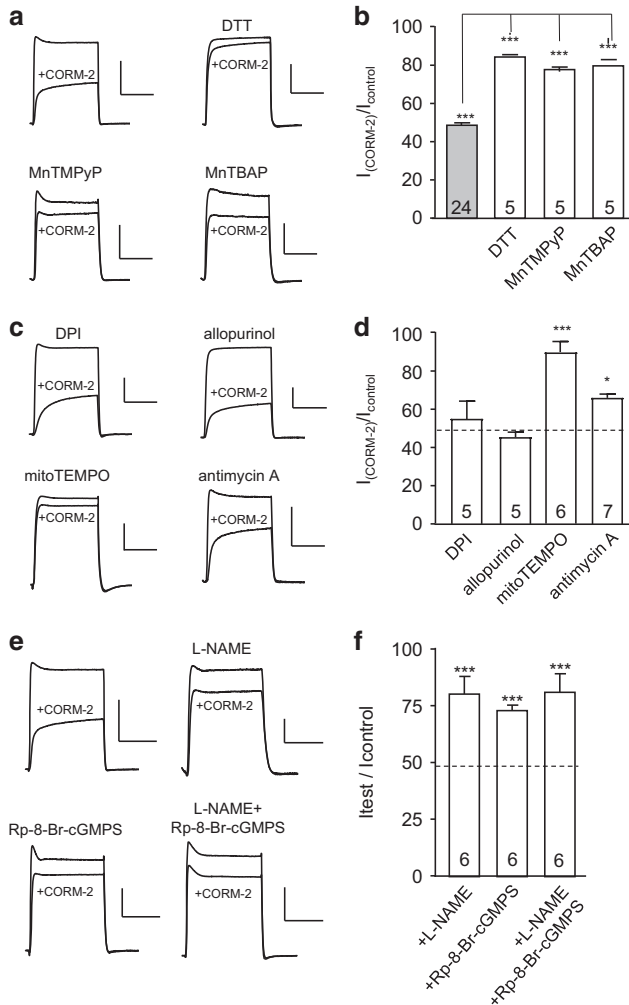 a
+CORM-2
DTT
+CORM-2
MnTMPyP
+CORM-2
MnTBAP
+CORM-2
b
I(CORM-2)/Icontrol
100
80
60
40
20
0
***
***
***
***
24
5
5
5
DTT
MnTMPyP
MnTBAP
c
DPI
+CORM-2
allopurinol
+CORM-2
mitoTEMPO
+CORM-2
antimycin A
+CORM-2
d
I(CORM-2)/Icontrol
100
80
60
40
20
0
***
*
5
5
6
7
DPI
allopurinol
mitoTEMPO
antimycin A
e
+CORM-2
L-NAME
+CORM-2
Rp-8-Br-cGMPS
+CORM-2
L-NAME+
Rp-8-Br-cGMPS
+CORM-2
f
Itest / Icontrol
100
75
50
25
0
***
***
***
6
6
6
+L-NAME
+Rp-8-Br-cGMPS
+L-NAME
+Rp-8-Br-cGMPS